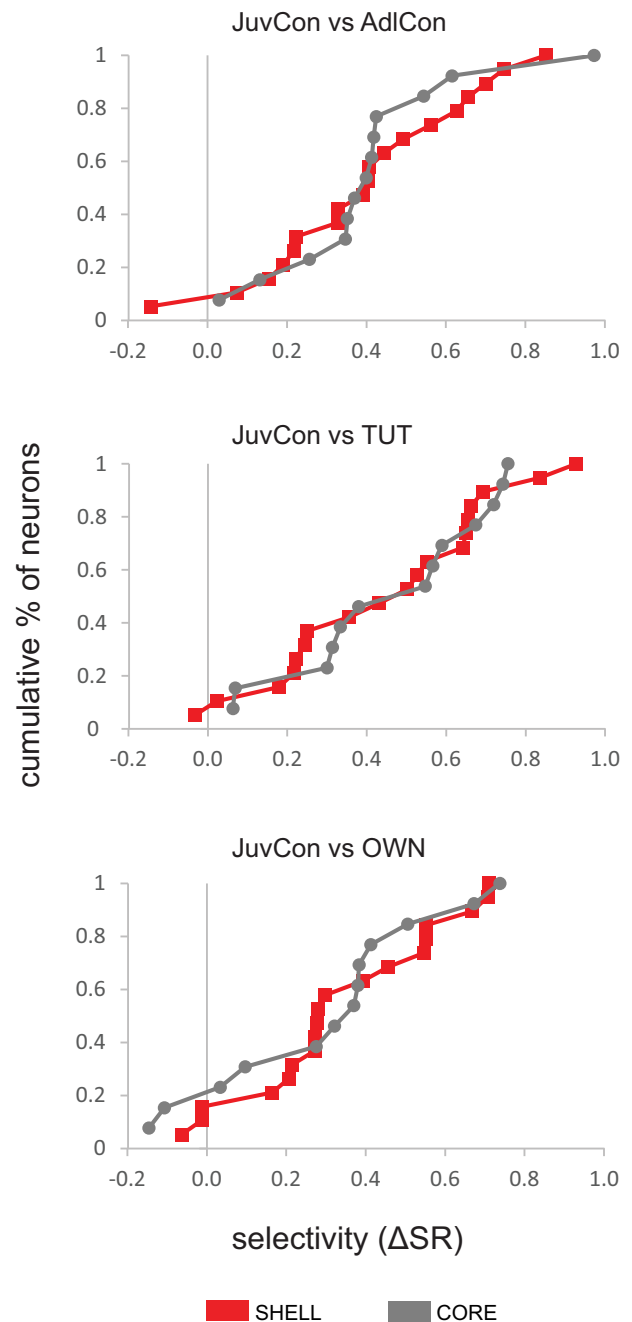 JuvCon vs AdlCon
1
0.8
0.6
0.4
0.2
0
-0.2 0.0 0.2 0.4 0.6 0.8 1.0
JuvCon vs TUT
1
0.8
0.6
0.4
0.2
0
-0.2 0.0 0.2 0.4 0.6 0.8 1.0
cumulative % of neurons
JuvCon vs OWN
1
0.8
0.6
0.4
0.2
0
-0.2 0.0 0.2 0.4 0.6 0.8 1.0
selectivity (ΔSR)
SHELL CORE